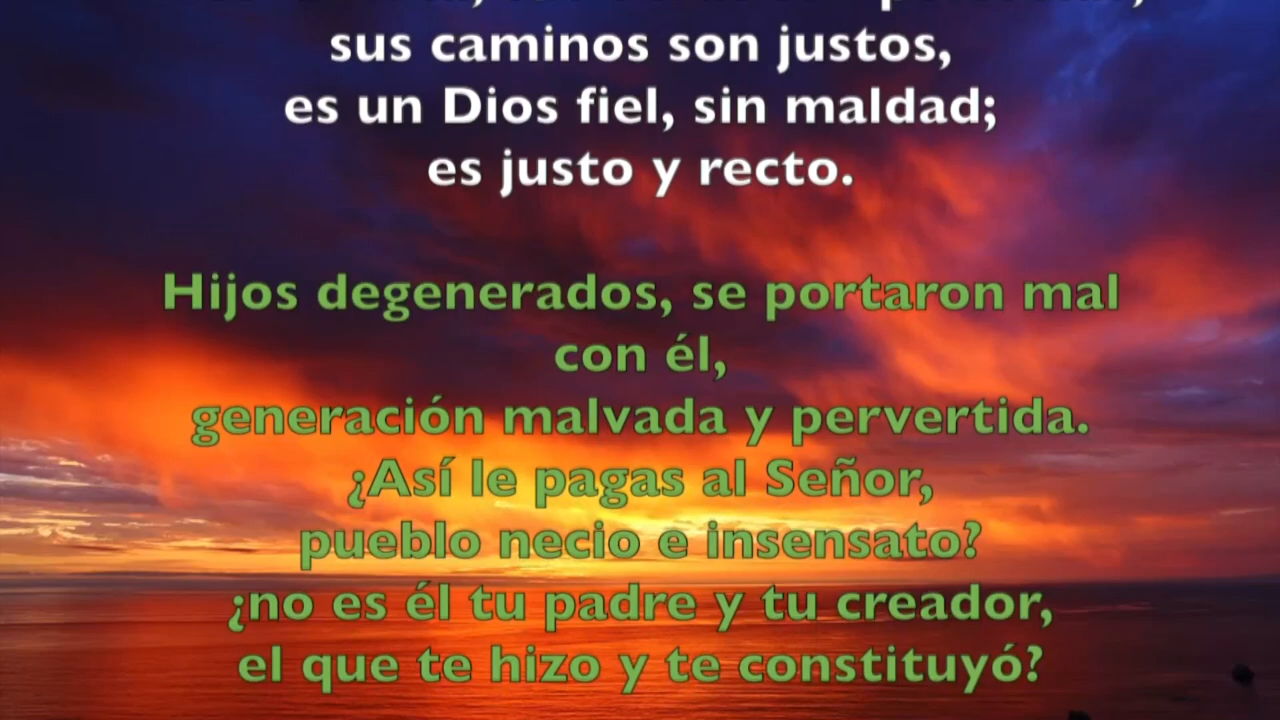 sus caminos son justos,
es un Dios fiel, sin maldad;
es justo y recto.
Hijos degenerados, se portaron mal
con él,
generación malvada y pervertida.
¿Así le pagas al Señor,
pueblo necio e insensato?
¿no es él tu padre y tu creador,
el que te hizo y te constituyó?